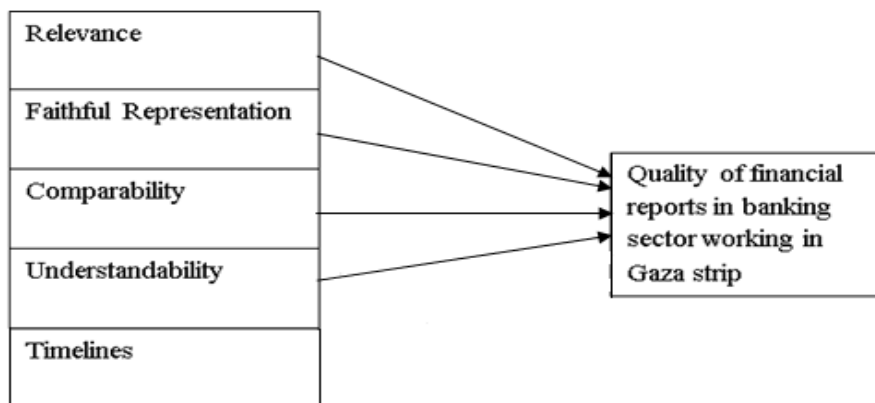 Relevance
Faithful Representation
Comparability
Understandability
Timelines
Quality of financial
reports in banking
sector working in
Gaza strip